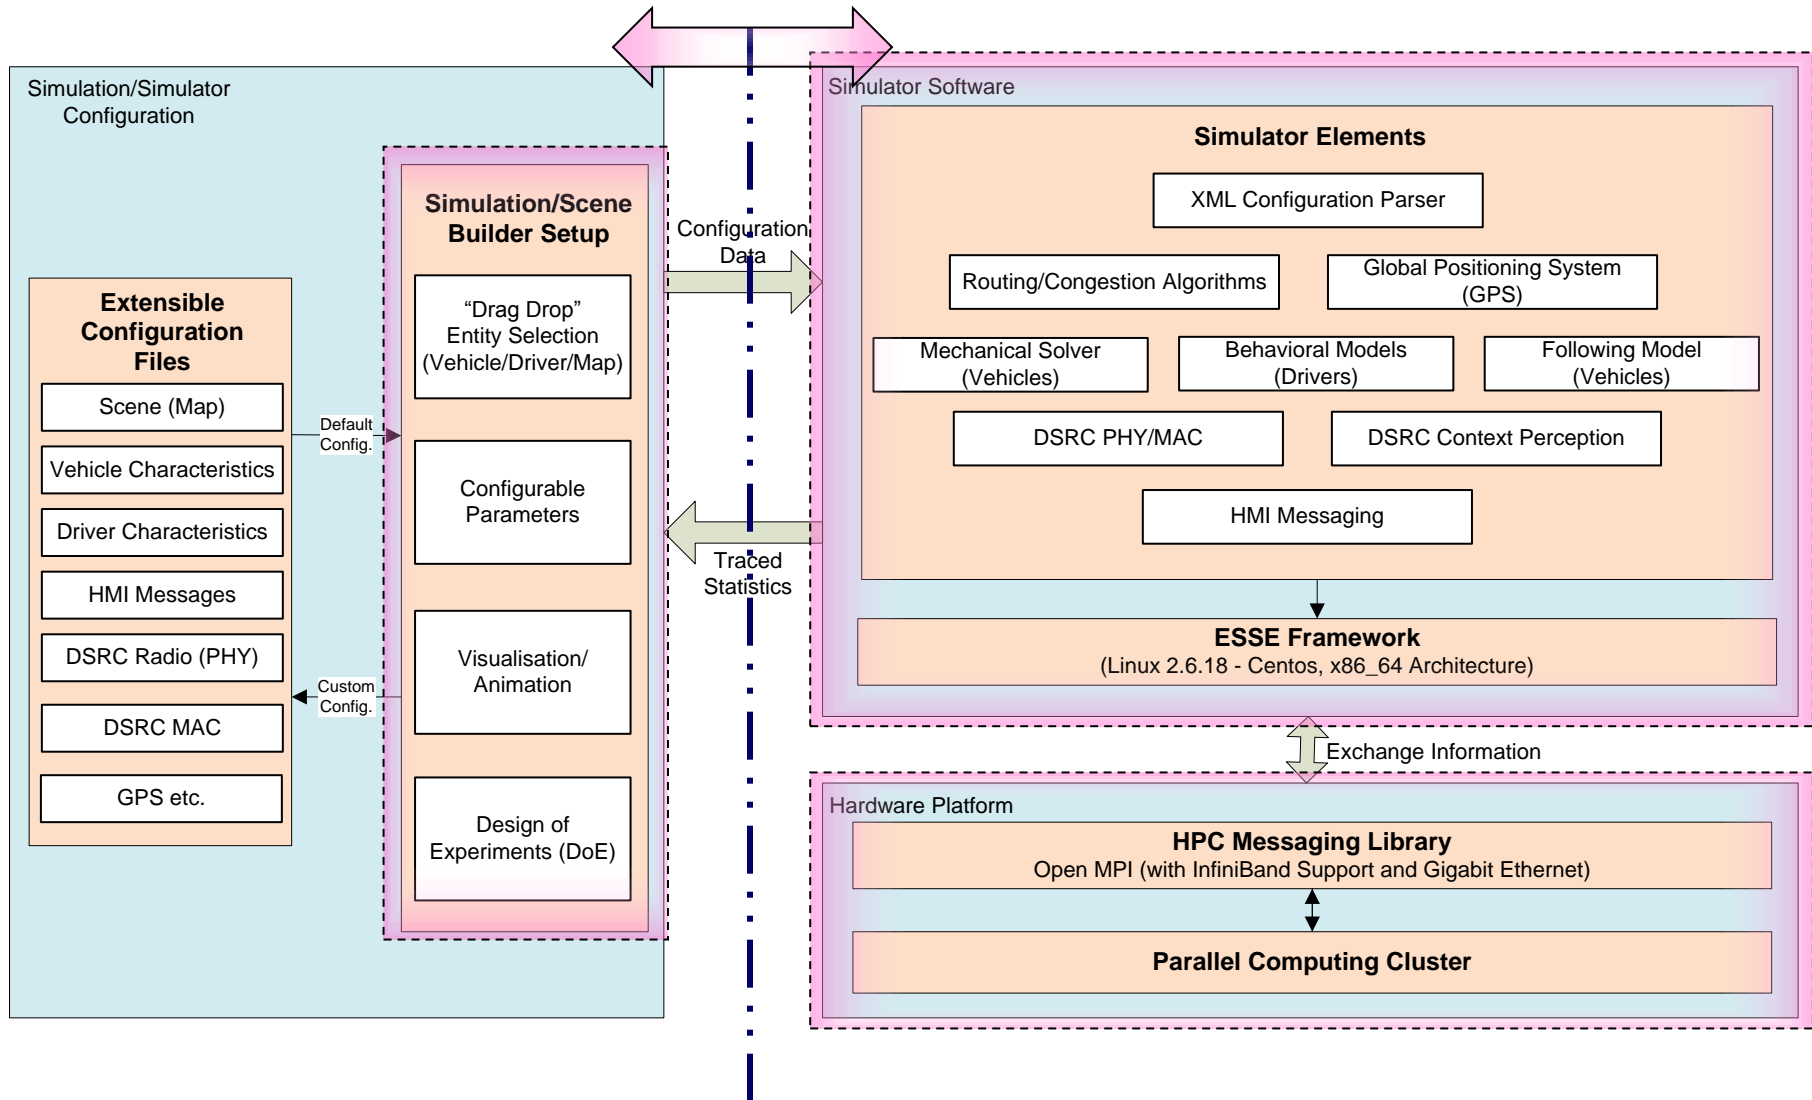 Simulation/Simulator
Configuration
Extensible
Configuration
Files
Scene (Map)
Vehicle Characteristics
Driver Characteristics
HMI Messages
DSRC Radio (PHY)
DSRC MAC
GPS etc.
Default
Config.
Custom
Config.
Simulation/Scene
Builder Setup
“Drag Drop”
Entity Selection
(Vehicle/Driver/Map)
Configurable
Parameters
Visualisation/
Animation
Design of
Experiments (DoE)
Configuration
Data
Traced
Statistics
Simulator Software
Simulator Elements
XML Configuration Parser
Routing/Congestion Algorithms
Global Positioning System
(GPS)
Mechanical Solver
(Vehicles)
Behavioral Models
(Drivers)
Following Model
(Vehicles)
DSRC PHY/MAC
DSRC Context Perception
HMI Messaging
ESSE Framework
(Linux 2.6.18 - Centos, x86_64 Architecture)
Exchange Information
Hardware Platform
HPC Messaging Library
Open MPI (with InfiniBand Support and Gigabit Ethernet)
Parallel Computing Cluster